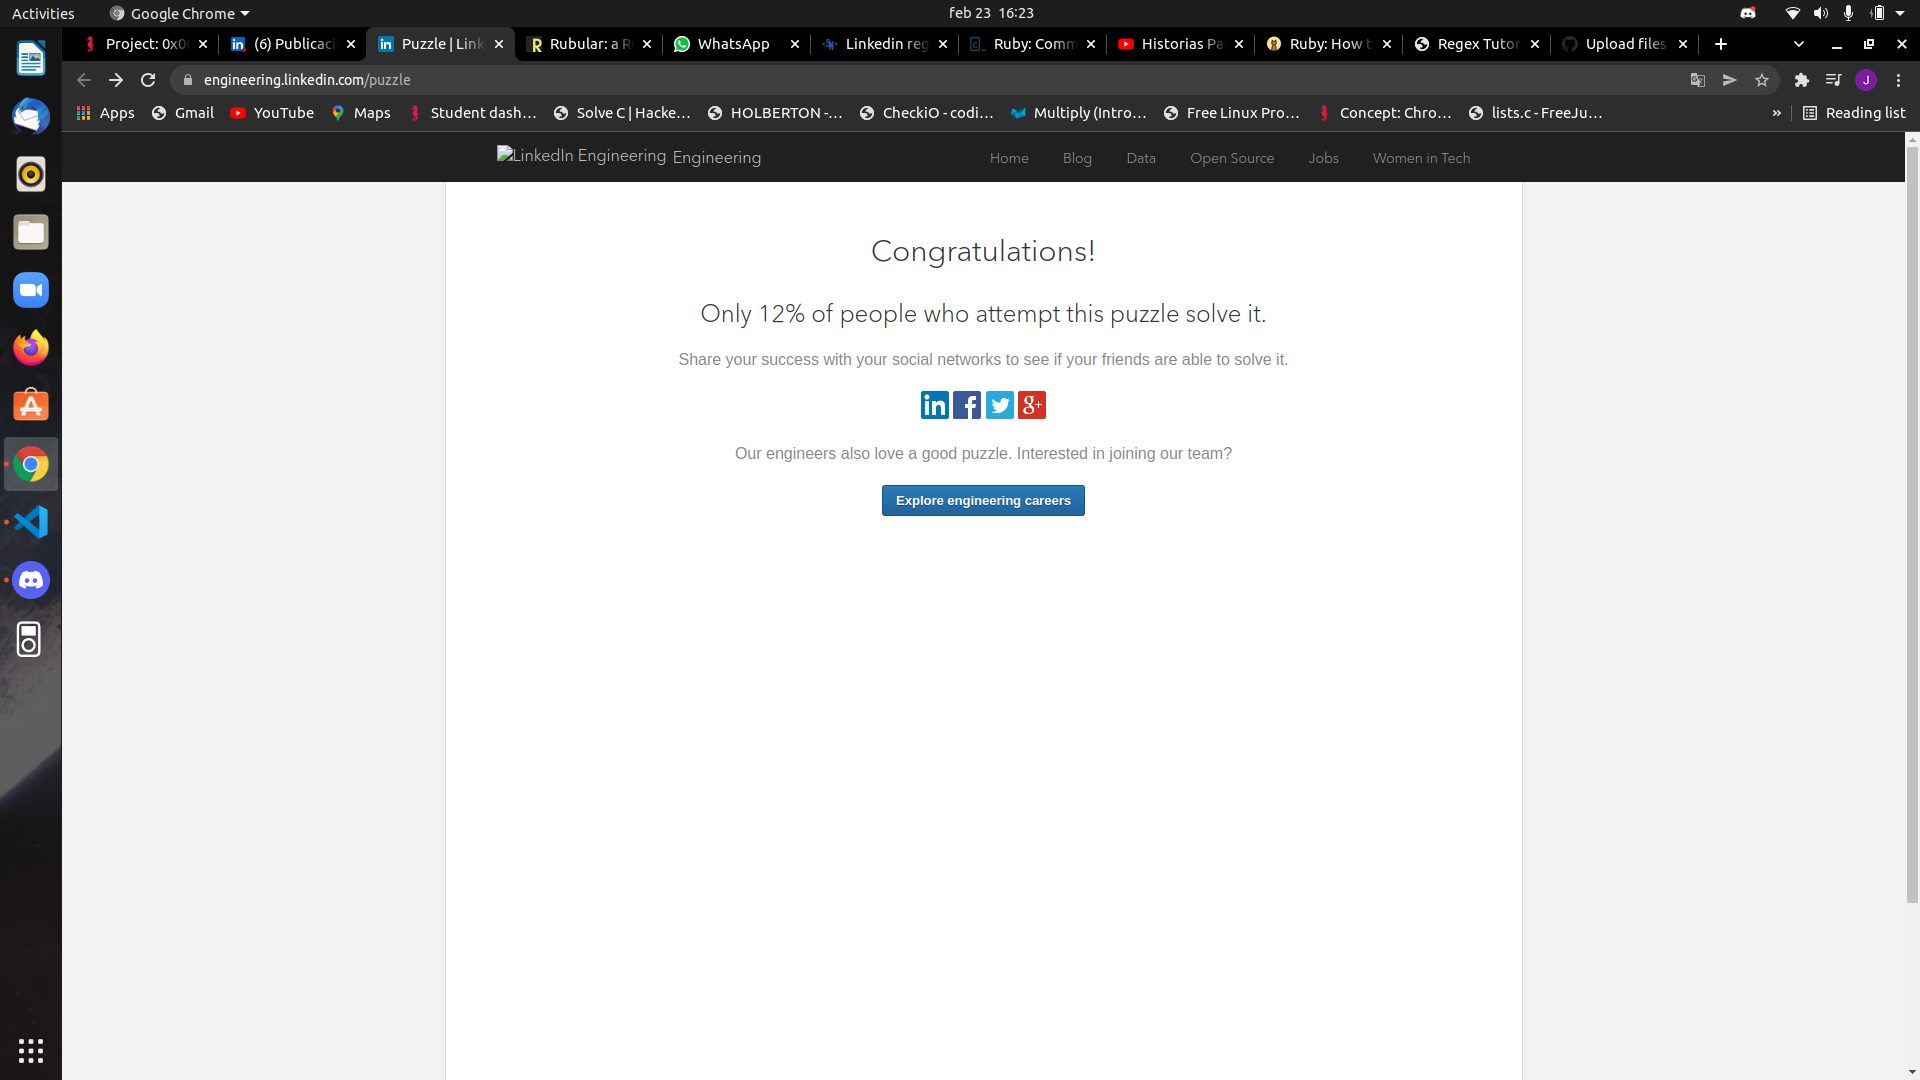 Activities
Google Chrome
feb 23 16:23
Project: 0x0
(6) Publicaci
Puzzle | Link
Rubular: a R
WhatsApp
Linkedin reg
Ruby: Comm
Historias Pa
Ruby: How t
Regex Tutor
Upload files
engineering.linkedin.com/puzzle
J
Apps
Gmail
YouTube
Maps
Student dash...
Solve C | Hacke...
HOLBERTON -...
CheckiO - codi...
Multiply (Intro...
Free Linux Pro...
Concept: Chro...
lists.c - FreeJu...
»
Reading list
LinkedIn Engineering Engineering
Home
Blog
Data
Open Source
Jobs
Women in Tech
Congratulations!
Only 12% of people who attempt this puzzle solve it.
Share your success with your social networks to see if your friends are able to solve it.
Our engineers also love a good puzzle. Interested in joining our team?
Explore engineering careers